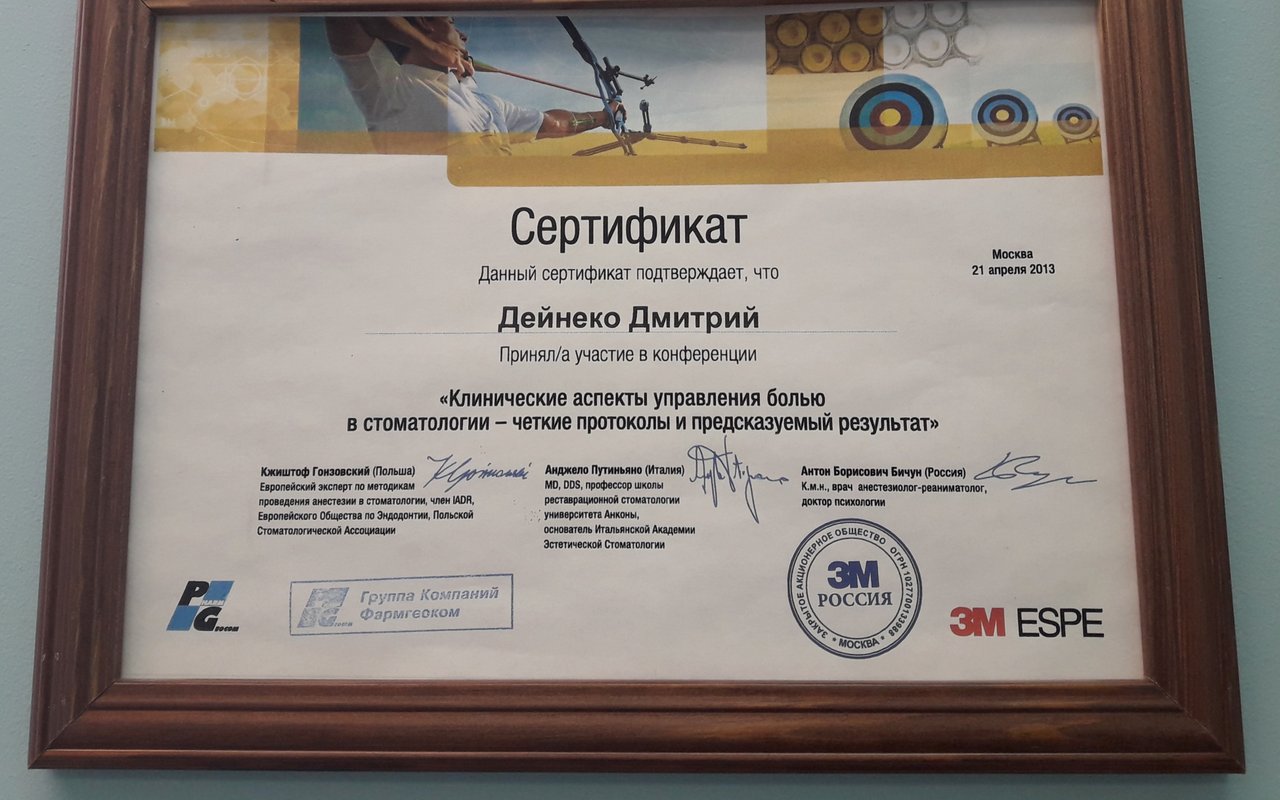 Сертификат
Москва
21 апреля 2013
Данный сертификат подтверждает, что
Дейнеко Дмитрий
Принял/а участие в конференции
«Клинические аспекты управления болью
в стоматологии – четкие протоколы и предсказуемый результат»
Кжиштоф Гонзовский (Польша)
Европейский эксперт по методикам
проведения анестезии в стоматологии, член IADR,
Европейского Общества по Эндодонтии, Польской
Стоматологической Ассоциации
Анджело Путиньяно (Италия)
MD, DDS, профессор школы
реставрационной стоматологии
университета Анконы,
основатель Итальянской Академии
Эстетической Стоматологии
Антон Борисович Бичун (Россия)
К.м.н., врач анестезиолог-реаниматолог,
доктор психологии
PHARM
GEOCOM
Группа Компаний
Фармгеоком
ЗАКРЫТОЕ АКЦИОНЕРНОЕ ОБЩЕСТВО ОГРН 1027700133988
* МОСКВА *
3M
РОССИЯ
3M ESPE